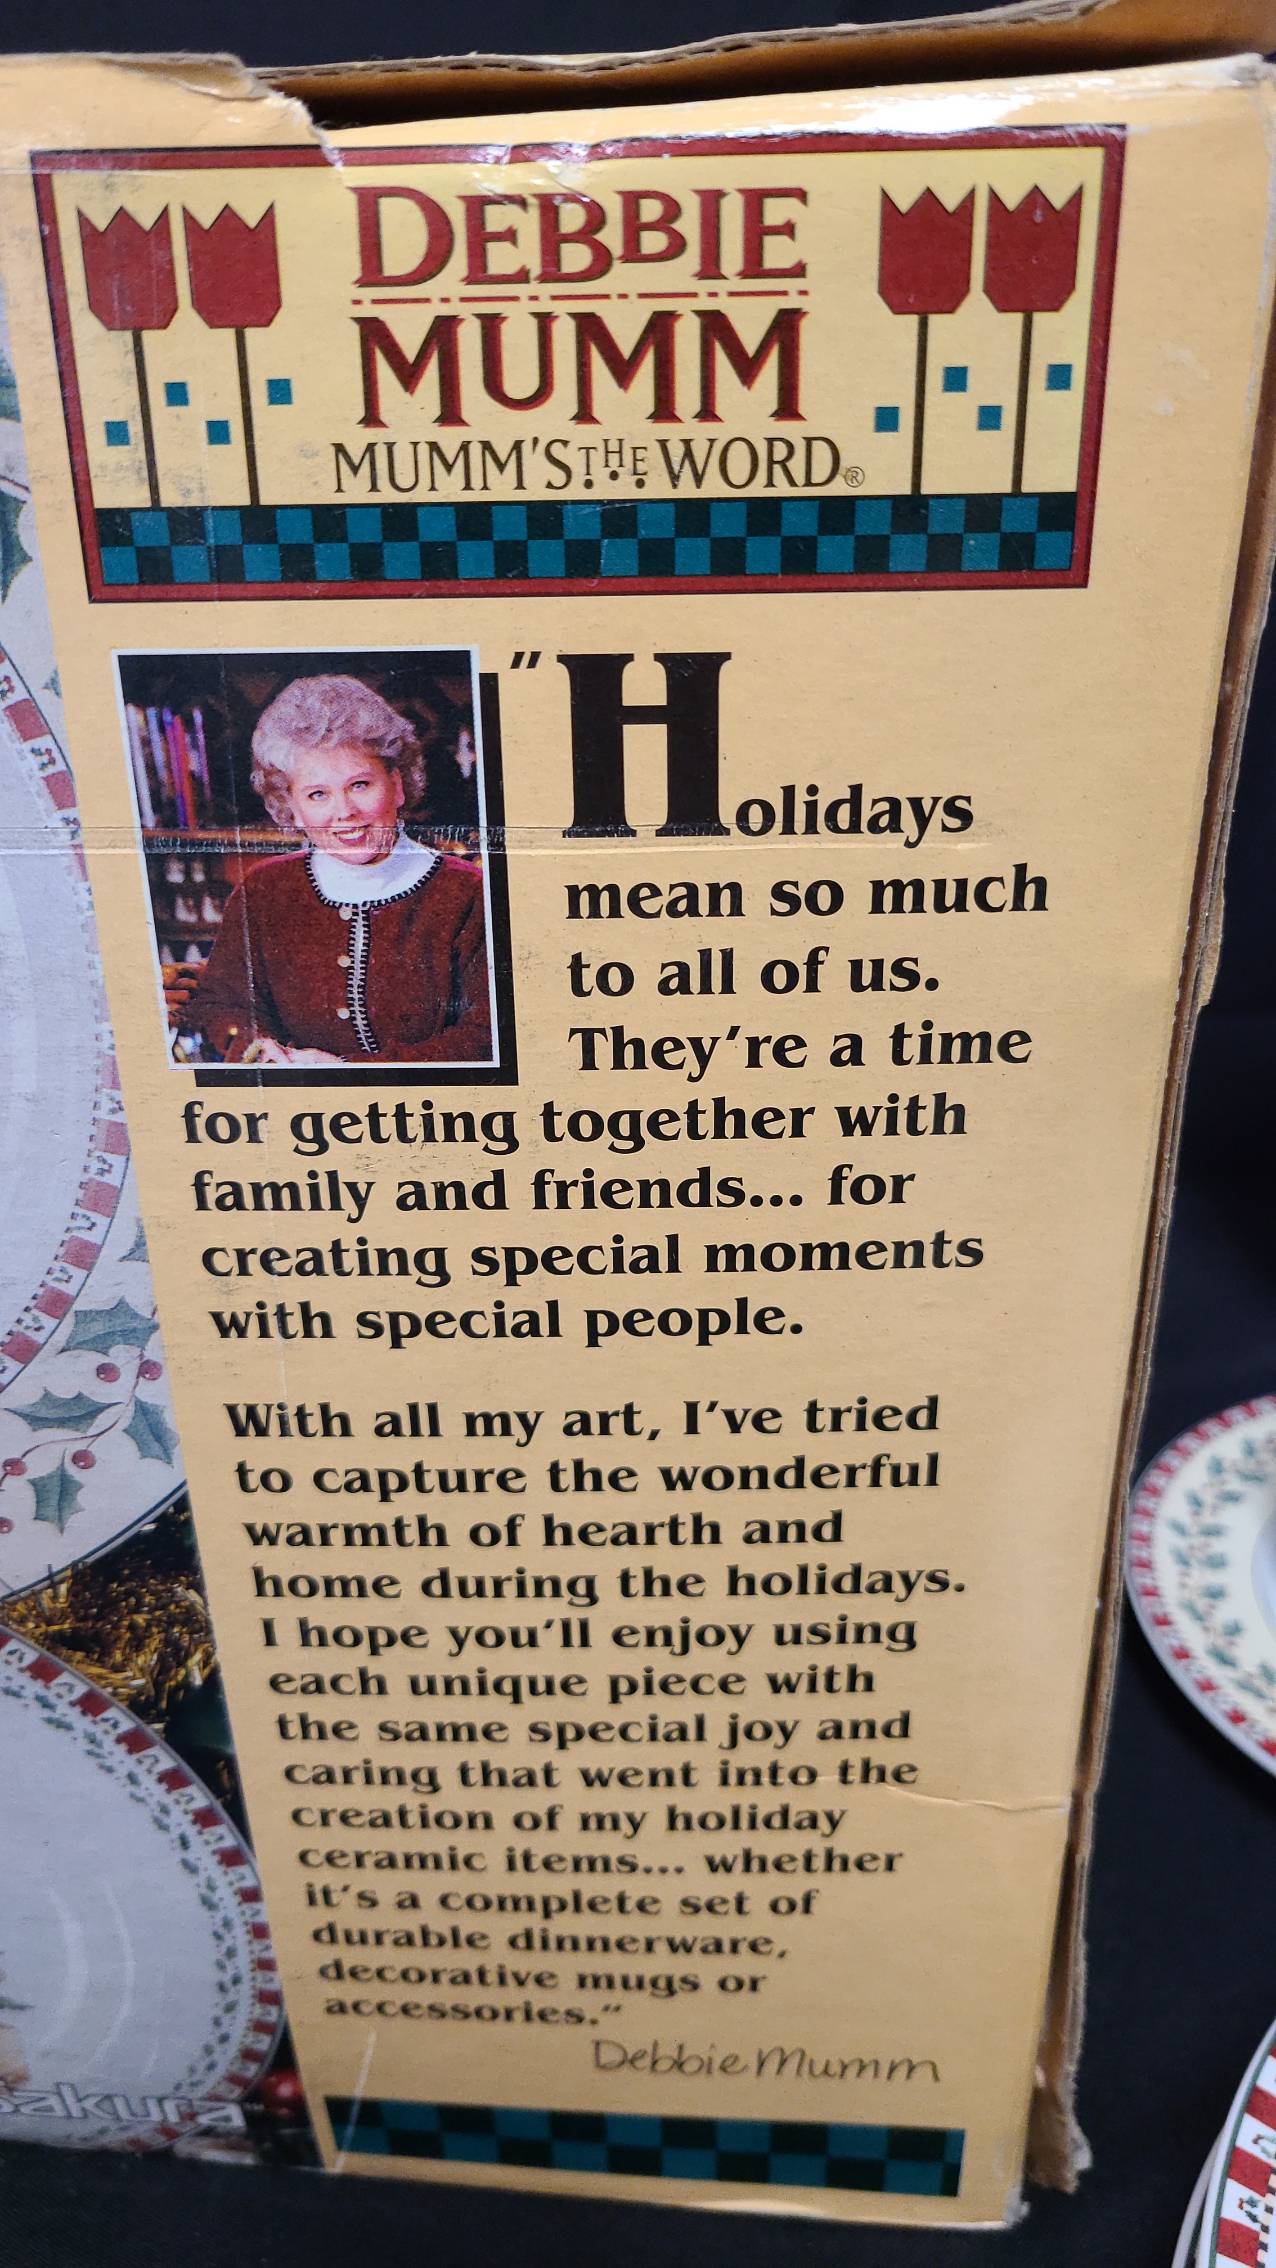 DEBBIE
MUMM
MUMM'S THE WORD®
"Holidays
mean so much
to all of us.
They're a time
for getting together with
family and friends... for
creating special moments
with special people.
With all my art, I've tried
to capture the wonderful
warmth of hearth and
home during the holidays.
I hope you'll enjoy using
each unique piece with
the same special joy and
caring that went into the
creation of my holiday
ceramic items... whether
it's a complete set of
durable dinnerware,
decorative mugs or
accessories."
Debbie Mumm
Sakura™